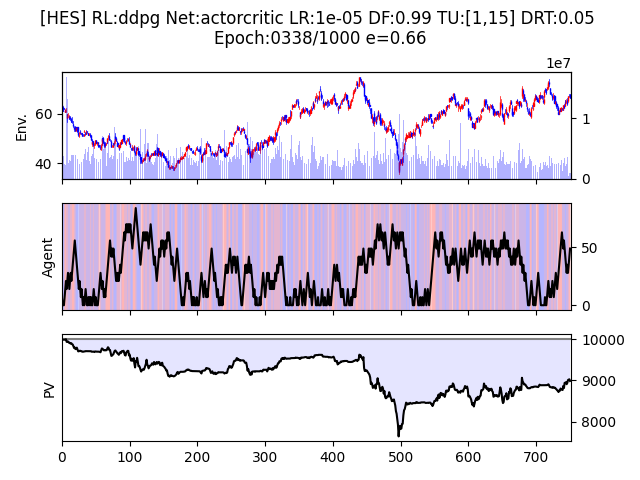 [HES] RL:ddpg Net:actorcritic LR:1e-05 DF:0.99 TU:[1,15] DRT:0.05
Epoch:0338/1000 e=0.66
1e7
Env.
60
40
1
0
Agent
50
0
PV
10000
9000
8000
0 100 200 300 400 500 600 700